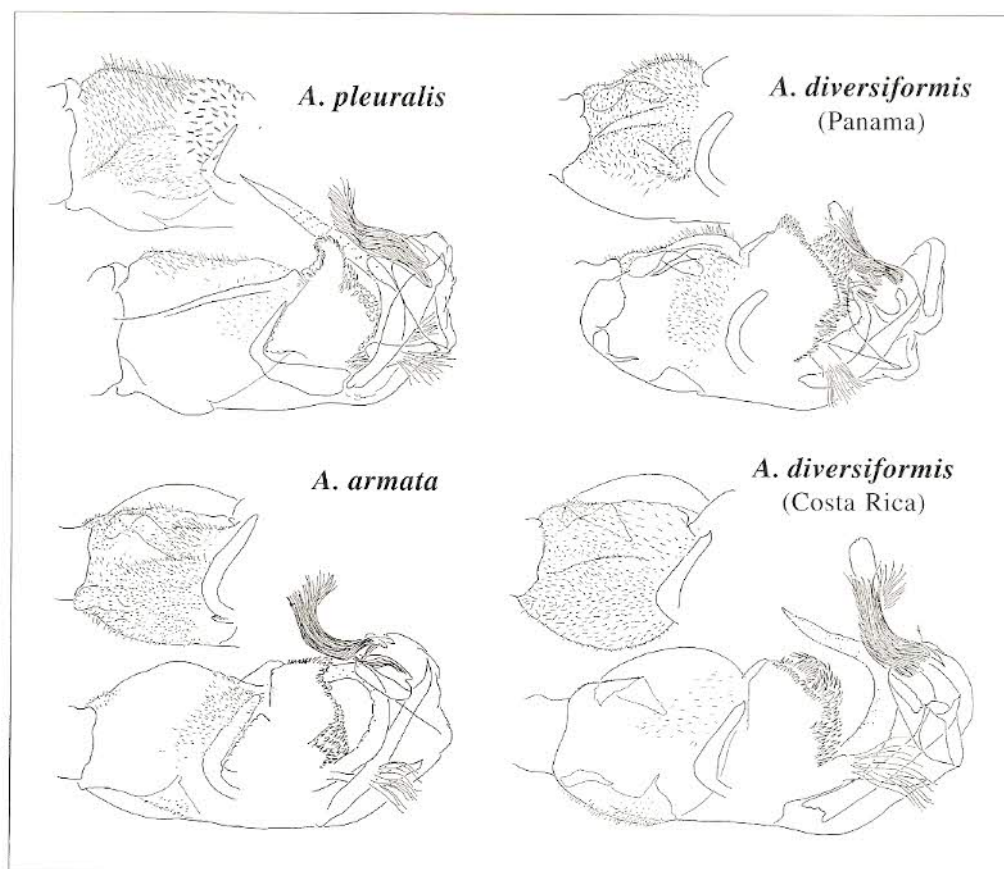 A. pleuralis
A. diversiformis
(Panama)
A. armata
A. diversiformis
(Costa Rica)